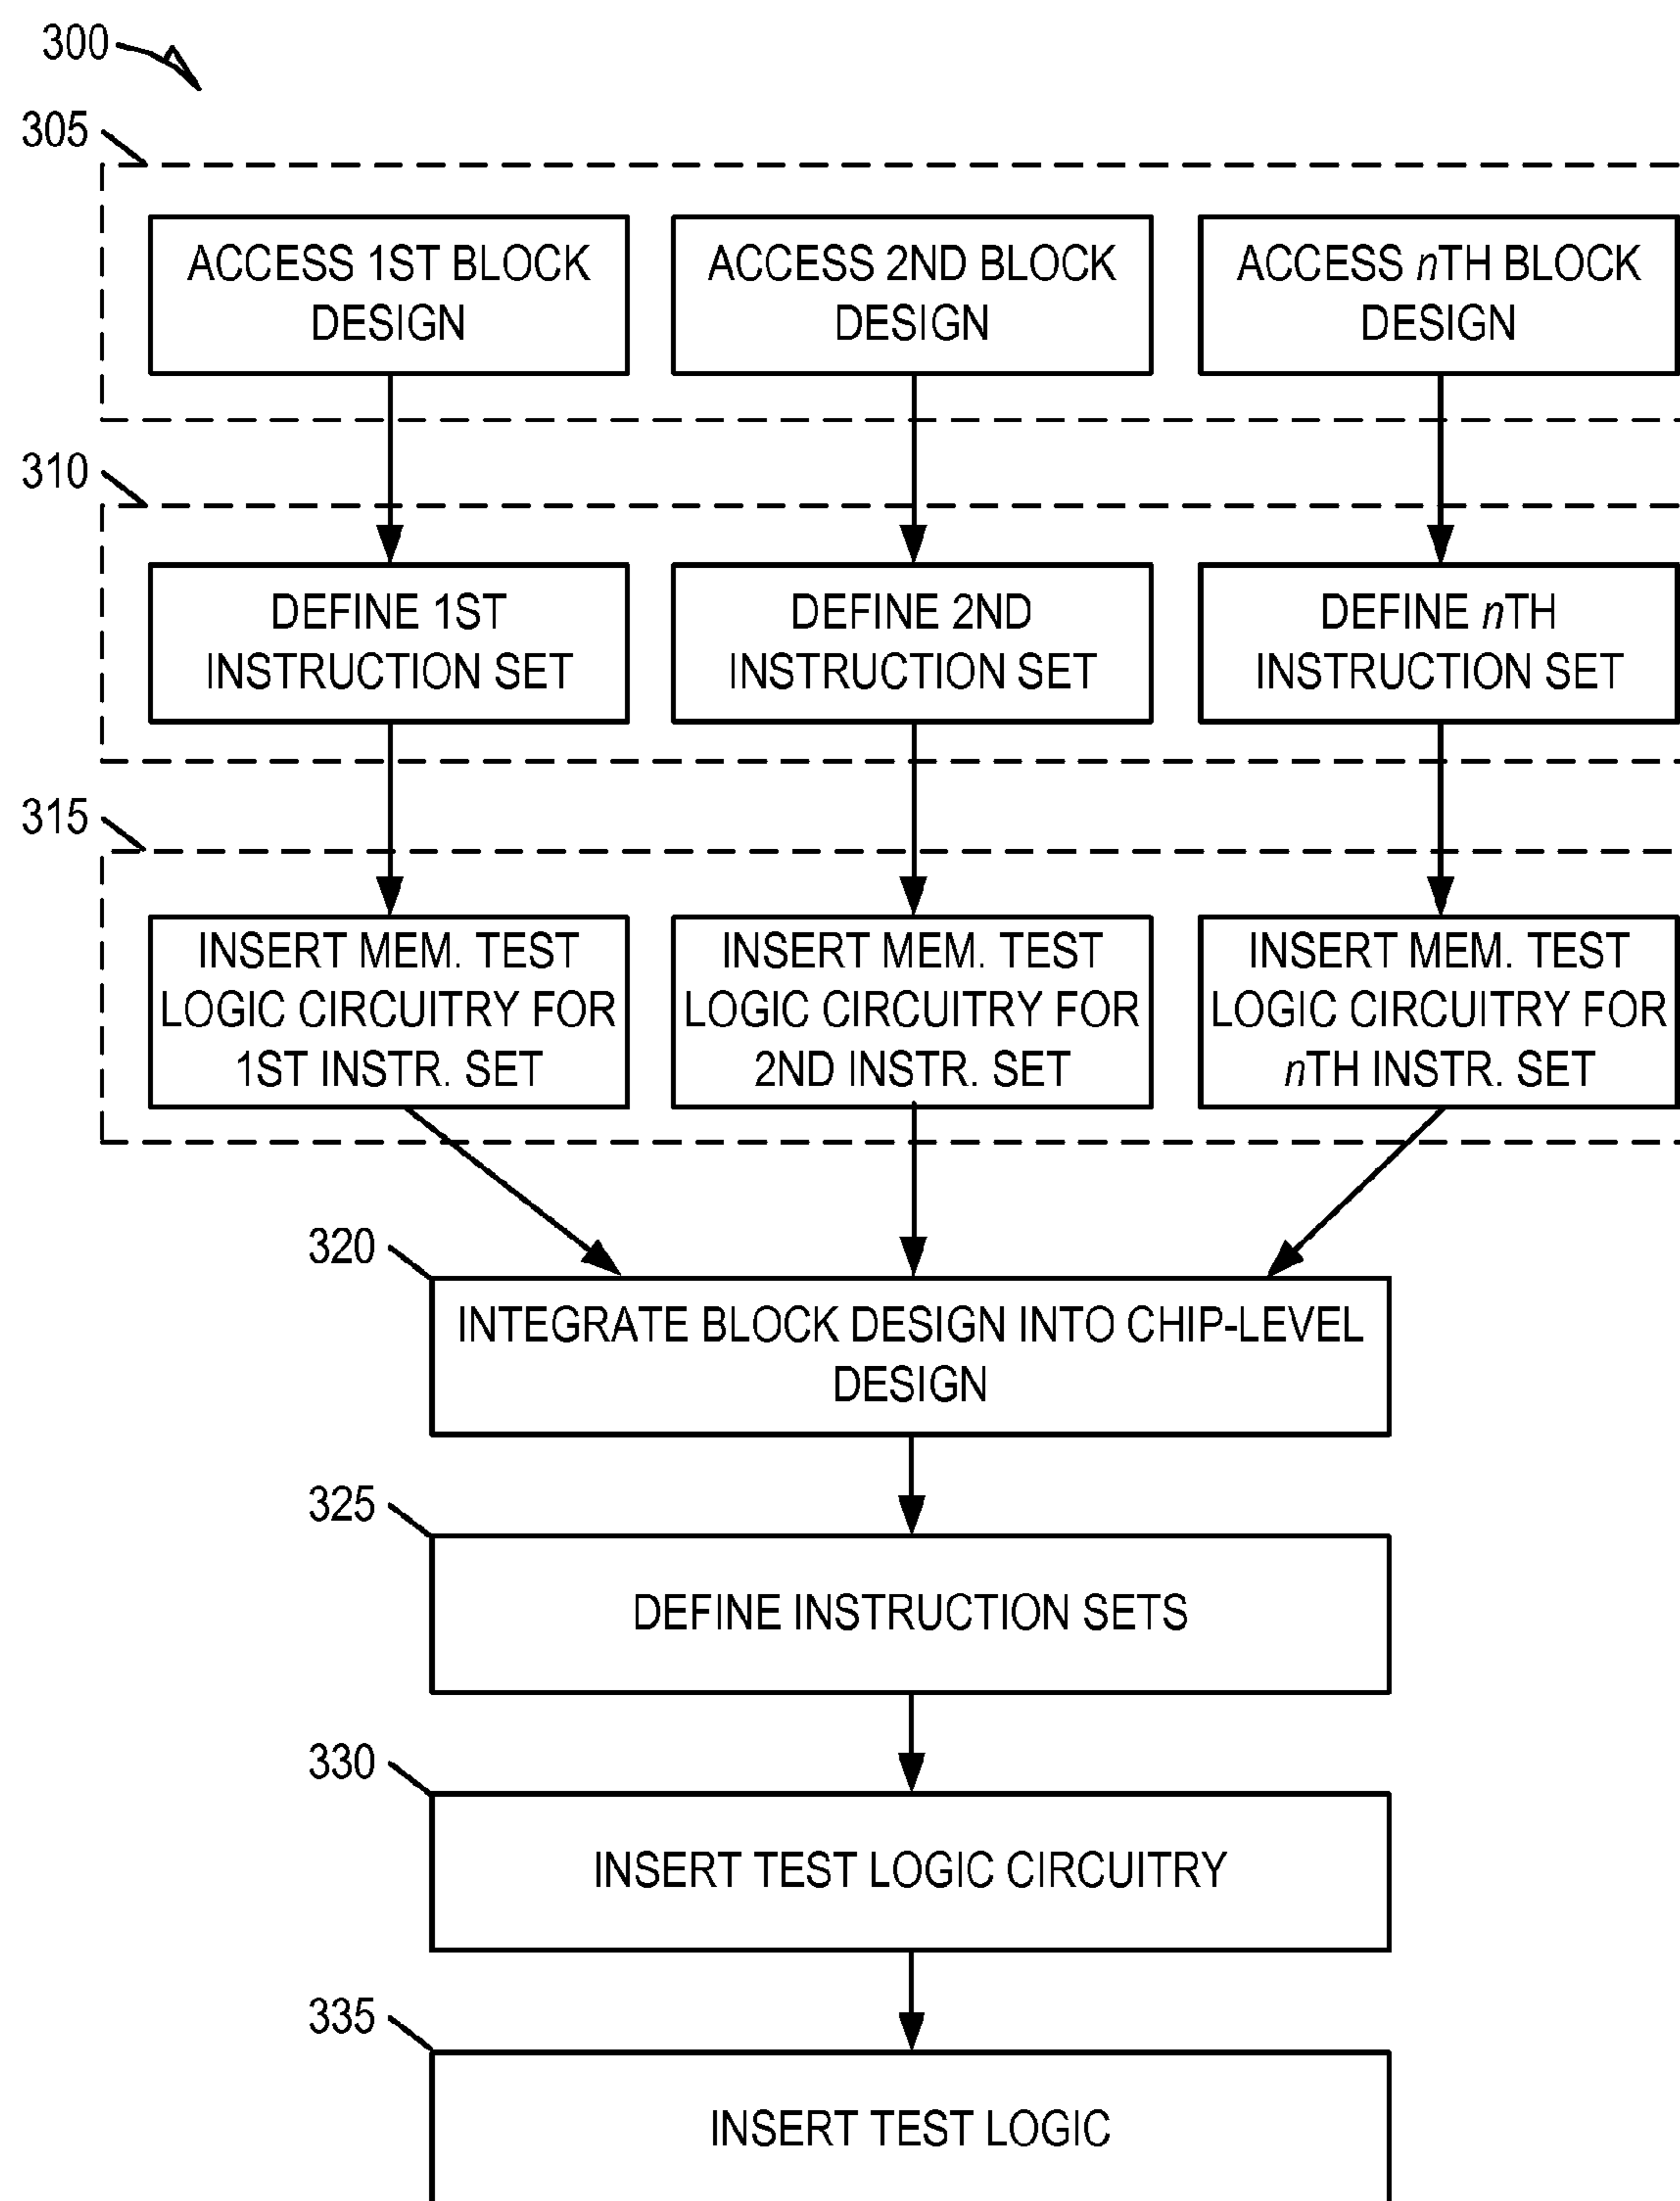 300
305
ACCESS 1ST BLOCK
DESIGN
ACCESS 2ND BLOCK
DESIGN
ACCESS nTH BLOCK
DESIGN
310
DEFINE 1ST
INSTRUCTION SET
DEFINE 2ND
INSTRUCTION SET
DEFINE nTH
INSTRUCTION SET
315
INSERT MEM. TEST
LOGIC CIRCUITRY FOR
1ST INSTR. SET
INSERT MEM. TEST
LOGIC CIRCUITRY FOR
2ND INSTR. SET
INSERT MEM. TEST
LOGIC CIRCUITRY FOR
nTH INSTR. SET
320
INTEGRATE BLOCK DESIGN INTO CHIP-LEVEL
DESIGN
325
DEFINE INSTRUCTION SETS
330
INSERT TEST LOGIC CIRCUITRY
335
INSERT TEST LOGIC